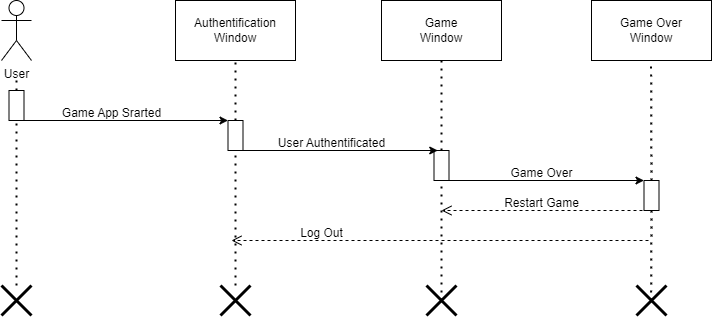 Authentification
Window
Game
Window
Game Over
Window
User
Game App Srarted
User Authentificated
Game Over
Restart Game
Log Out